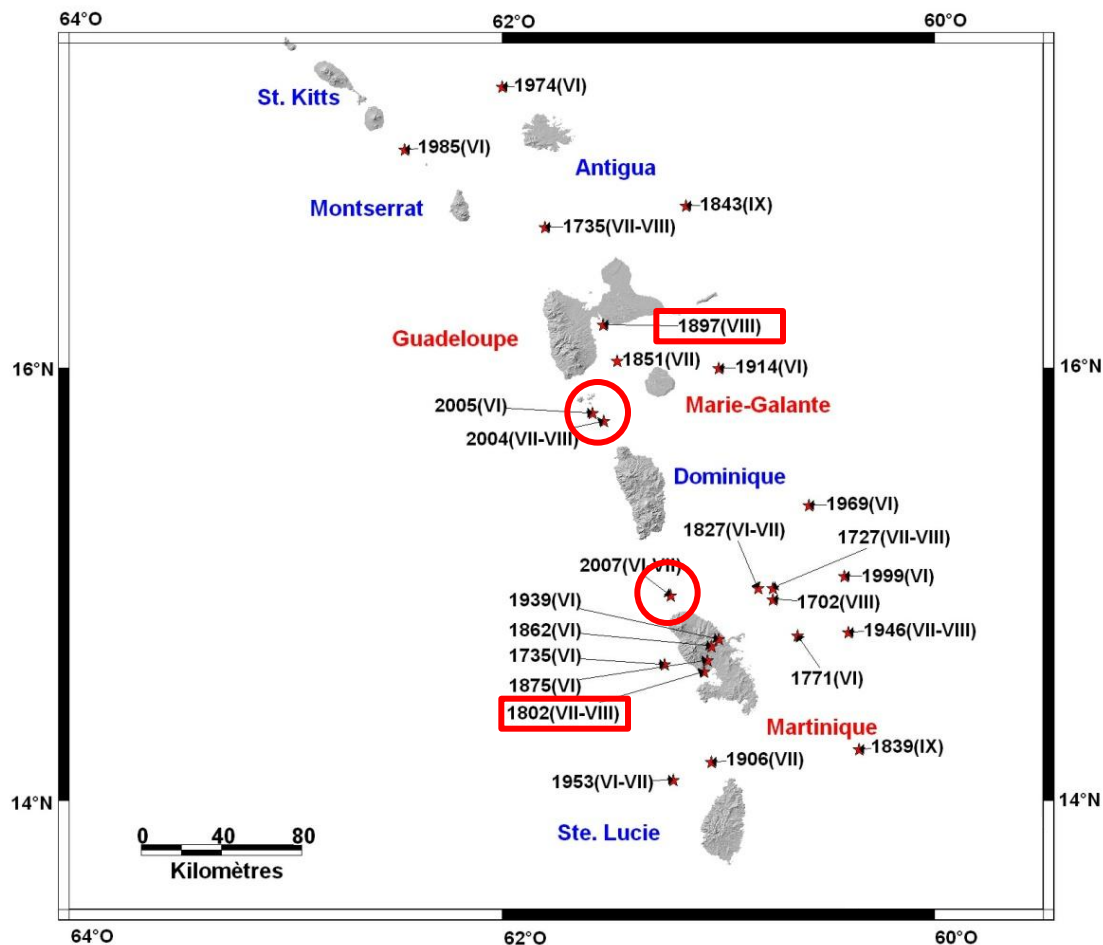 64°O
62°O
60°O
St. Kitts
1974(VI)
1985(VI)
Antigua
Montserrat
1843(IX)
1735(VII-VIII)
Guadeloupe
1897(VIII)
1851(VII)
16°N
1914(VI)
16°N
2005(VI)
Marie-Galante
2004(VII-VIII)
Dominique
1969(VI)
1827(VI-VII)
1727(VII-VIII)
2007(VI-VII)
1999(VI)
1939(VI)
1702(VIII)
1862(VI)
1946(VII-VIII)
1735(VI)
1771(VI)
1875(VI)
1802(VII-VIII)
Martinique
1839(IX)
1906(VII)
1953(VI-VII)
14°N
14°N
Ste. Lucie
0 40 80
Kilomètres
64°O
62°O
60°O